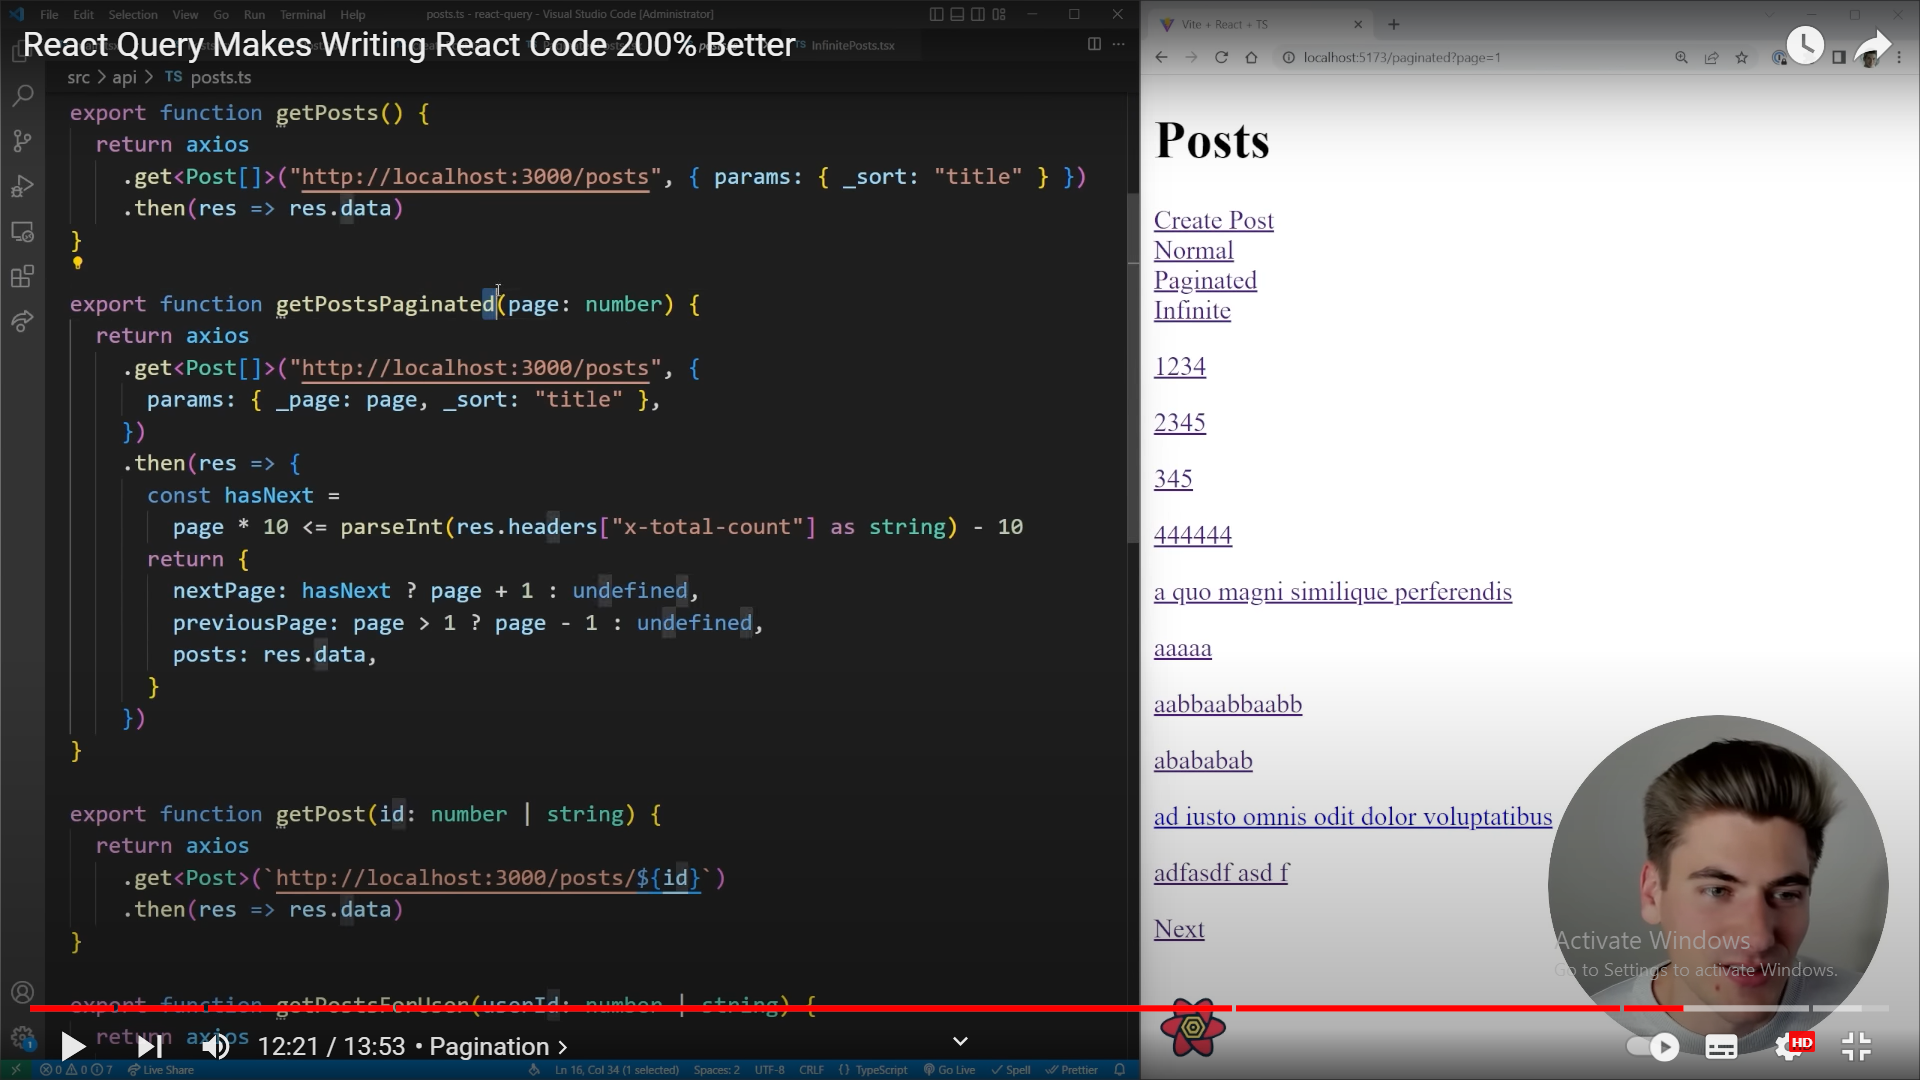 File Edit Selection View Go Run Terminal Help
posts.ts - react-query - Visual Studio Code [Administrator]
React Query Makes Writing React Code 200% Better
InfinitePosts.tsx
src > api > TS posts.ts
export function getPosts() {
return axios
.get<Post[]>("http://localhost:3000/posts", { params: { _sort: "title" } })
.then(res => res.data)
}
export function getPostsPaginated(page: number) {
return axios
.get<Post[]>("http://localhost:3000/posts", {
params: { _page: page, _sort: "title" },
})
.then(res => {
const hasNext =
page * 10 <= parseInt(res.headers["x-total-count"] as string) - 10
return {
nextPage: hasNext ? page + 1 : undefined,
previousPage: page > 1 ? page - 1 : undefined,
posts: res.data,
}
})
}
export function getPost(id: number | string) {
return axios
.get<Post>(`http://localhost:3000/posts/${id}`)
.then(res => res.data)
}
export function getPostsForUser(userId: number | string) {
return axios
12:21 / 13:53 • Pagination >
0 0 7 Live Share
Ln 16, Col 34 (1 selected) Spaces: 2 UTF-8 CRLF {} TypeScript Go Live Spell Prettier
Vite + React + TS
localhost:5173/paginated?page=1
Posts
Create Post
Normal
Paginated
Infinite
1234
2345
345
444444
a quo magni similique perferendis
aaaaa
aabbaabbaabb
abababab
ad iusto omnis odit dolor voluptatibus
adfasdf asd f
Next
Activate Windows
Go to Settings to activate Windows.
HD